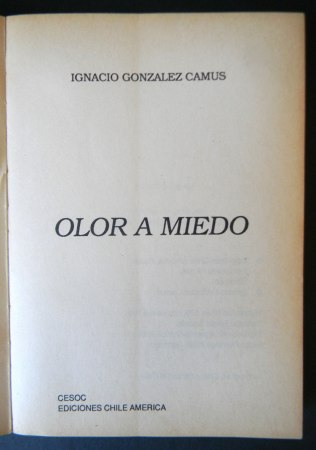 IGNACIO GONZALEZ CAMUS
OLOR A MIEDO
CESOC
EDICIONES CHILE AMERICA